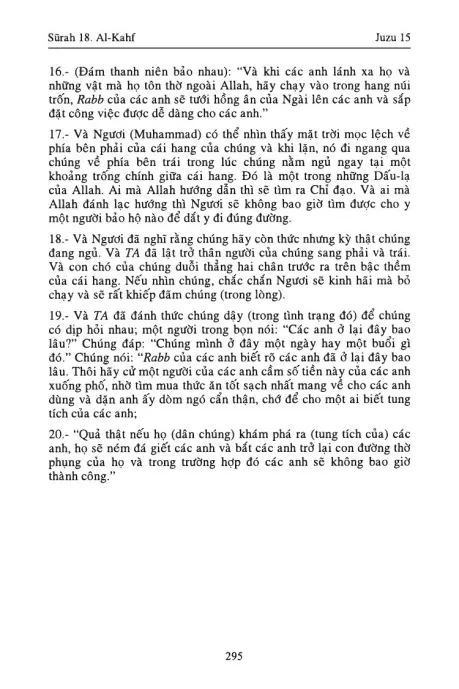 Sūrah 18. Al-Kahf Juzu 15
16.- (Đám thanh niên bảo nhau): “Và khi các anh lánh xa họ và
những vật mà họ tôn thờ ngoài Allah, hãy chạy vào trong hang núi
trốn, Rabb của các anh sẽ tưới hồng ân của Ngài lên các anh và sắp
đặt công việc được dễ dàng cho các anh.”
17.- Và Ngươi (Muhammad) có thể nhìn thấy mặt trời mọc lệch về
phía bên phải của cái hang của chúng và khi lặn, nó đi ngang qua
chúng về phía bên trái trong lúc chúng nằm ngủ ngay tại một
khoảng trống chính giữa cái hang. Đó là một trong những Dấu-lạ
của Allah. Ai mà Allah hướng dẫn thì sẽ tìm ra Chỉ đạo. Và ai mà
Allah đánh lạc hướng thì Ngươi sẽ không bao giờ tìm được cho y
một người bảo hộ nào để dắt y đi đúng đường.
18.- Và Ngươi đã nghĩ rằng chúng hãy còn thức nhưng kỳ thật chúng
đang ngủ. Và TA đã lật trở thân người của chúng sang phải và trái.
Và con chó của chúng duỗi thẳng hai chân trước ra trên bậc thềm
của cái hang. Nếu nhìn chúng, chắc chắn Ngươi sẽ kinh hãi mà bỏ
chạy và sẽ rất khiếp đãm chúng (trong lòng).
19.- Và TA đã đánh thức chúng dậy (trong tình trạng đó) để chúng
có dịp hỏi nhau; một người trong bọn nói: “Các anh ở lại đây bao
lâu?” Chúng đáp: “Chúng mình ở đây một ngày hay một buổi gì
đó.” Chúng nói: “Rabb của các anh biết rõ các anh đã ở lại đây bao
lâu. Thôi hãy cử một người của các anh cầm số tiền này của các anh
xuống phố, nhờ tìm mua thức ăn tốt sạch nhất mang về cho các anh
dùng và dặn anh ấy dòm ngó cẩn thận, chớ để cho một ai biết tung
tích của các anh;
20.- “Quả thật nếu họ (dân chúng) khám phá ra (tung tích của) các
anh, họ sẽ ném đá giết các anh và bắt các anh trở lại con đường thờ
phụng của họ và trong trường hợp đó các anh sẽ không bao giờ
thành công.”
295